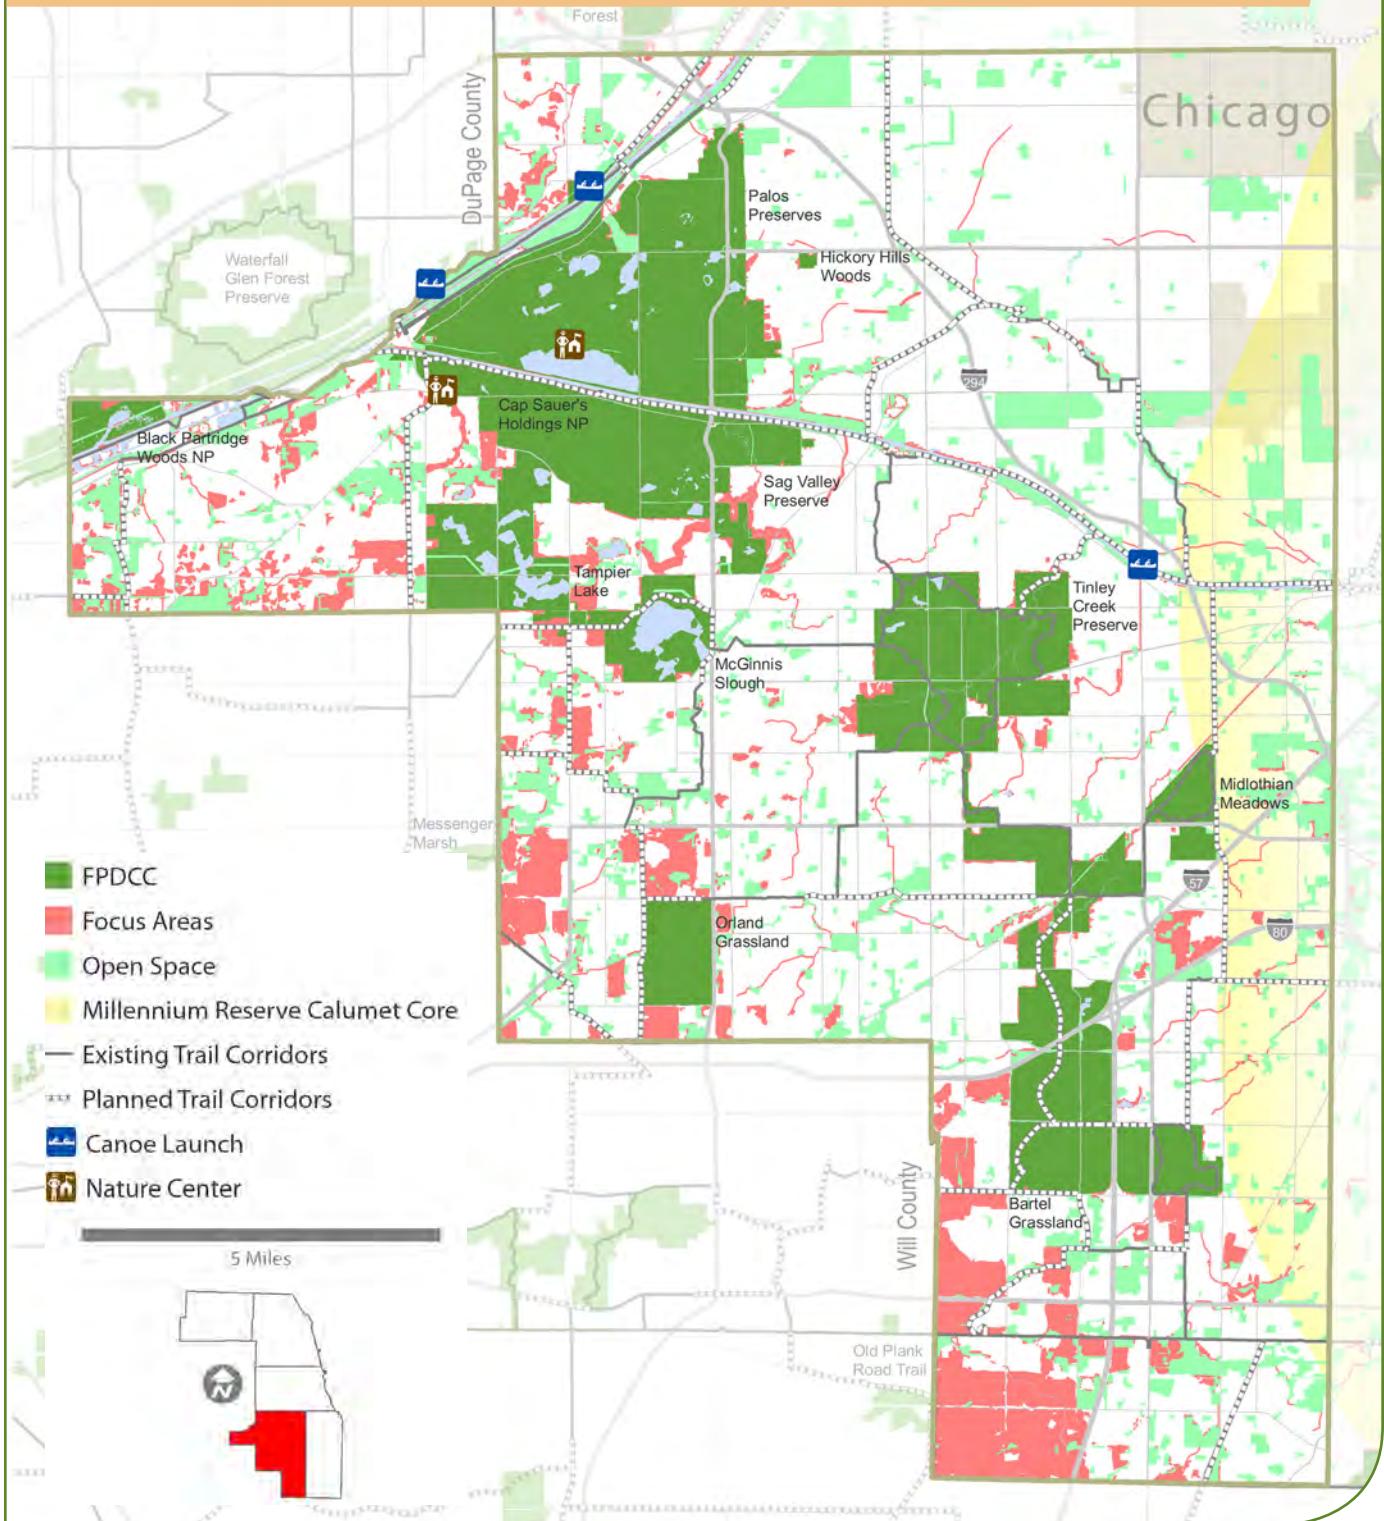 Forest
Chicago
DuPage County
Palos
Preserves
Waterfall
Glen Forest
Preserve
Hickory Hills
Woods
294
Cap Sauer's
Holdings NP
Black Partridge
Woods NP
Sag Valley
Preserve
Tampier
Lake
Tinley
Creek
Preserve
McGinnis
Slough
Midlothian
Meadows
Messenger
Marsh
FPDCC
Focus Areas
Open Space
Millennium Reserve Calumet Core
Existing Trail Corridors
Planned Trail Corridors
Canoe Launch
Nature Center
5 Miles
57
80
Orland
Grassland
Will County
Bartel
Grassland
Old Plank
Road Trail
N